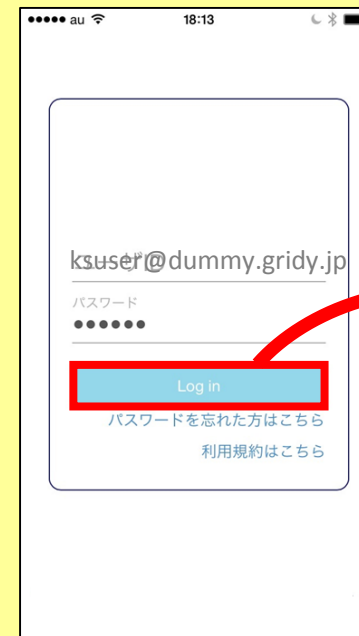 au 18:13
ksuser@dummy.gridy.jp
パスワード
●●●●●●
Log in
パスワードを忘れた方はこちら
利用規約はこちら